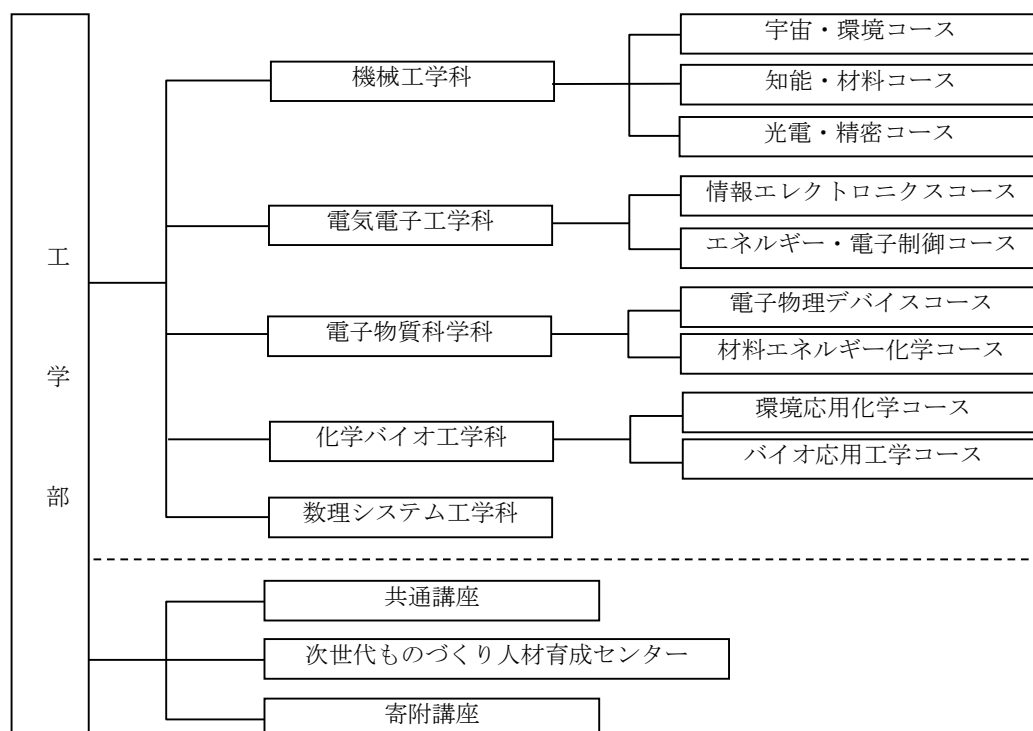 工学部
機械工学科
宇宙・環境コース
知能・材料コース
光電・精密コース
電気電子工学科
情報エレクトロニクスコース
エネルギー・電子制御コース
電子物質科学科
電子物理デバイスコース
材料エネルギー化学コース
化学バイオ工学科
環境応用化学コース
バイオ応用工学コース
数理システム工学科
共通講座
次世代ものづくり人材育成センター
寄附講座